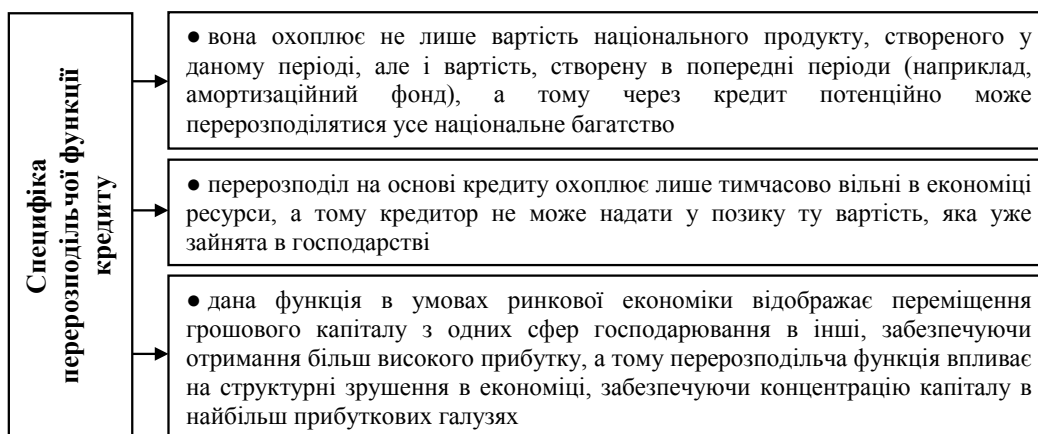 Специфіка
перерозподільчої функції
кредиту
● вона охоплює не лише вартість національного продукту, створеного у
даному періоді, але і вартість, створену в попередні періоди (наприклад,
амортизаційний фонд), а тому через кредит потенційно може
перерозподілятися усе національне багатство
● перерозподіл на основі кредиту охоплює лише тимчасово вільні в економіці
ресурси, а тому кредитор не може надати у позику ту вартість, яка уже
зайнята в господарстві
● дана функція в умовах ринкової економіки відображає переміщення
грошового капіталу з одних сфер господарювання в інші, забезпечуючи
отримання більш високого прибутку, а тому перерозподільча функція впливає
на структурні зрушення в економіці, забезпечуючи концентрацію капіталу в
найбільш прибуткових галузях